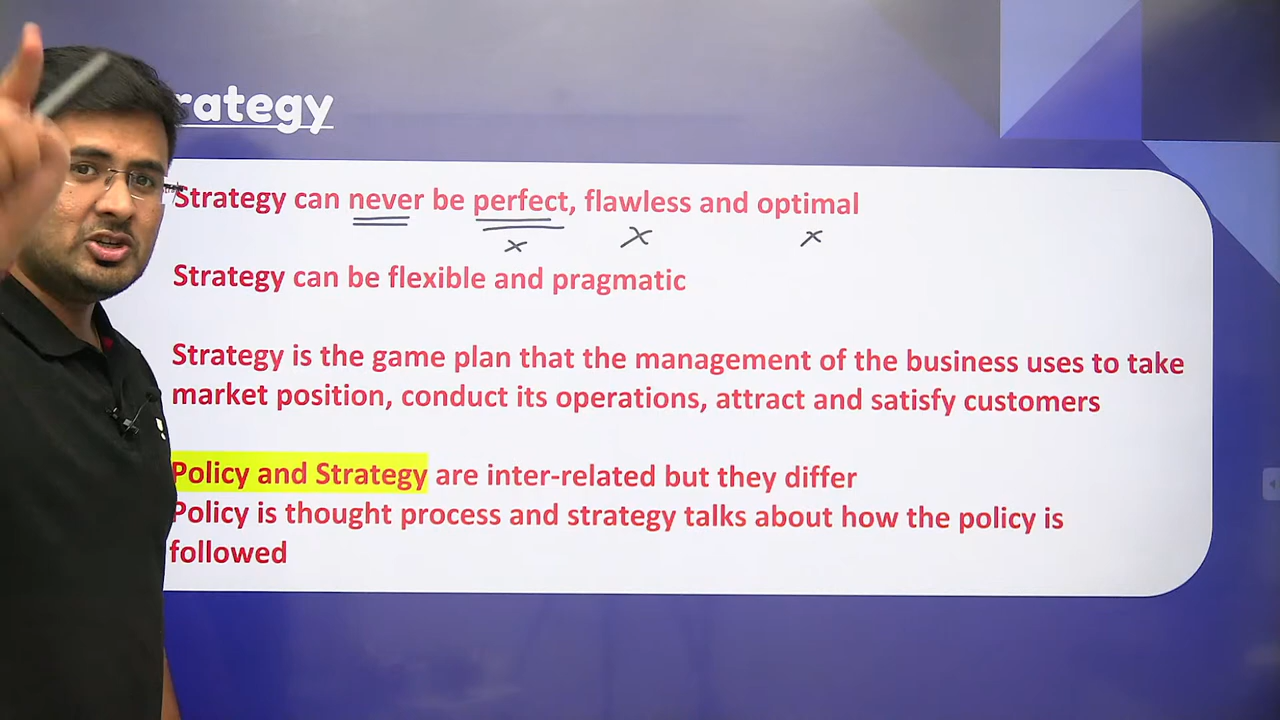 rategy
Strategy can never be perfect, flawless and optimal
x x x
Strategy can be flexible and pragmatic
Strategy is the game plan that the management of the business uses to take
market position, conduct its operations, attract and satisfy customers
Policy and Strategy are inter-related but they differ
Policy is thought process and strategy talks about how the policy is
followed